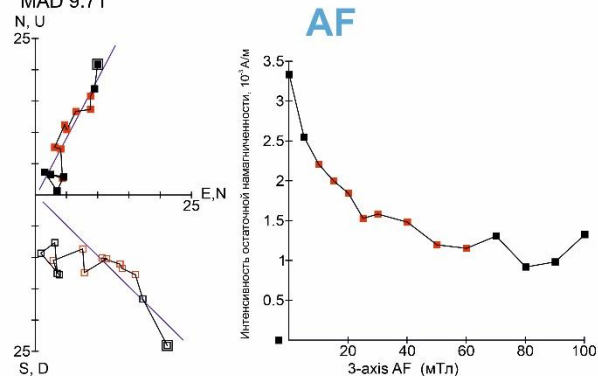 MAD 9.71
N, U
25
E,N
25
25
S, D
AF
Интенсивность остаточной намагниченности, 10⁻³ А/м
3.5
3
2.5
2
1.5
1
0.5
20
40
60
80
100
3-axis AF (мТл)